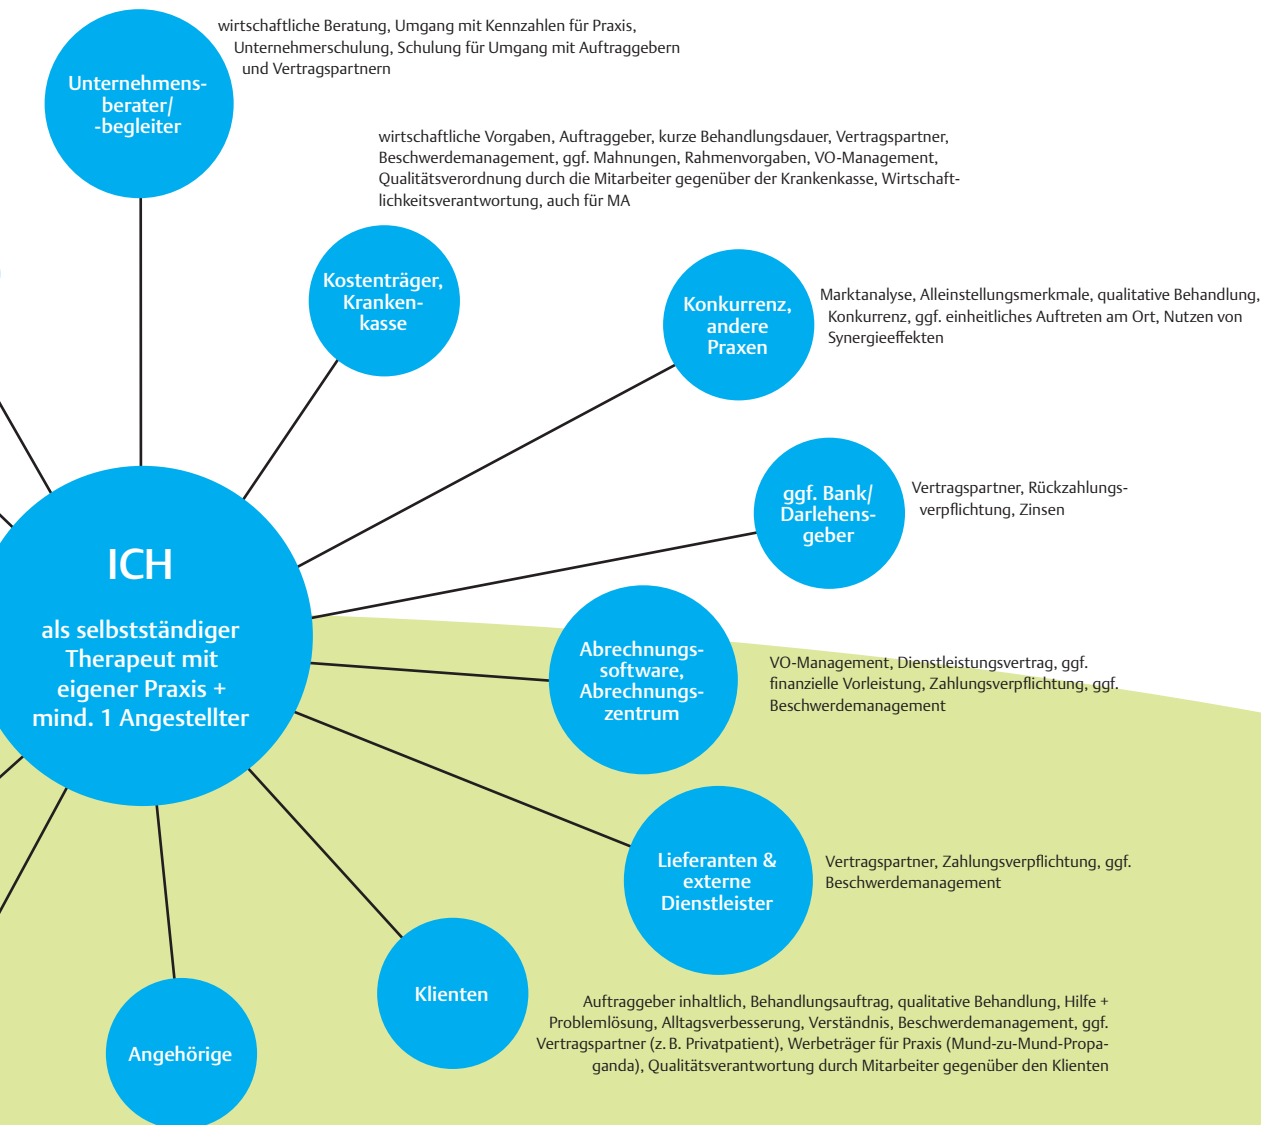 Unternehmens-
berater/
-begleiter
wirtschaftliche Beratung, Umgang mit Kennzahlen für Praxis,
Unternehmerschulung, Schulung für Umgang mit Auftraggebern
und Vertragspartnern
wirtschaftliche Vorgaben, Auftraggeber, kurze Behandlungsdauer, Vertragspartner,
Beschwerdemanagement, ggf. Mahnungen, Rahmenvorgaben, VO-Management,
Qualitätsverordnung durch die Mitarbeiter gegenüber der Krankenkasse, Wirtschaft-
lichkeitsverantwortung, auch für MA
Kostenträger,
Kranken-
kasse
Konkurrenz,
andere
Praxen
Marktanalyse, Alleinstellungsmerkmale, qualitative Behandlung,
Konkurrenz, ggf. einheitliches Auftreten am Ort, Nutzen von
Synergieeffekten
ggf. Bank/
Darlehens-
geber
Vertragspartner, Rückzahlungs-
verpflichtung, Zinsen
ICH
als selbstständiger
Therapeut mit
eigener Praxis +
mind. 1 Angestellter
Abrechnungs-
software,
Abrechnungs-
zentrum
VO-Management, Dienstleistungsvertrag, ggf.
finanzielle Vorleistung, Zahlungsverpflichtung, ggf.
Beschwerdemanagement
Lieferanten &
externe
Dienstleister
Vertragspartner, Zahlungsverpflichtung, ggf.
Beschwerdemanagement
Klienten
Auftraggeber inhaltlich, Behandlungsauftrag, qualitative Behandlung, Hilfe +
Problemlösung, Alltagsverbesserung, Verständnis, Beschwerdemanagement, ggf.
Vertragspartner (z. B. Privatpatient), Werbeträger für Praxis (Mund-zu-Mund-Propa-
ganda), Qualitätsverantwortung durch Mitarbeiter gegenüber den Klienten
Angehörige